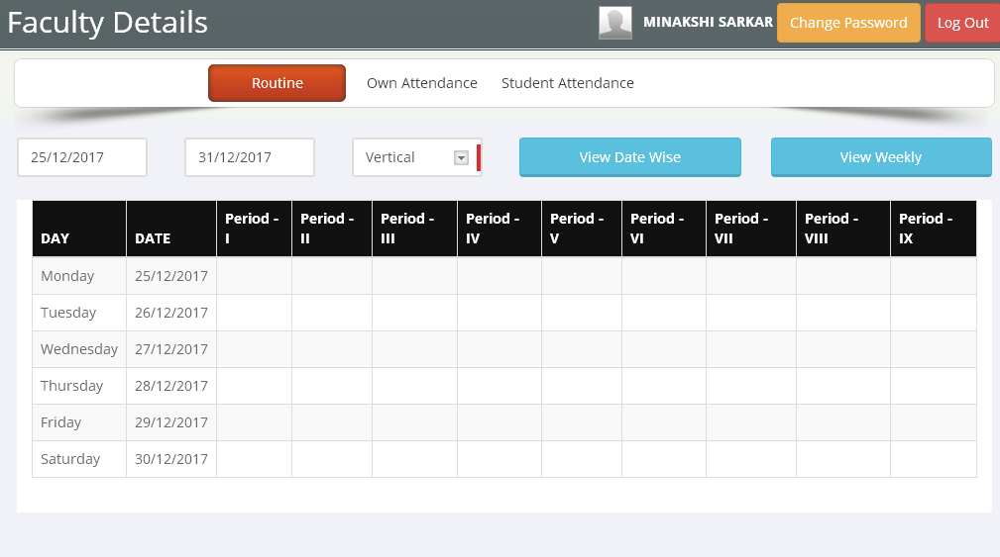 Faculty Details
MINAKSHI SARKAR
Change Password
Log Out
Routine
Own Attendance
Student Attendance
25/12/2017
31/12/2017
Vertical
View Date Wise
View Weekly
DAY DATE Period - I Period - II Period - III Period - IV Period - V Period - VI Period - VII Period - VIII Period - IX
Monday 25/12/2017
Tuesday 26/12/2017
Wednesday 27/12/2017
Thursday 28/12/2017
Friday 29/12/2017
Saturday 30/12/2017